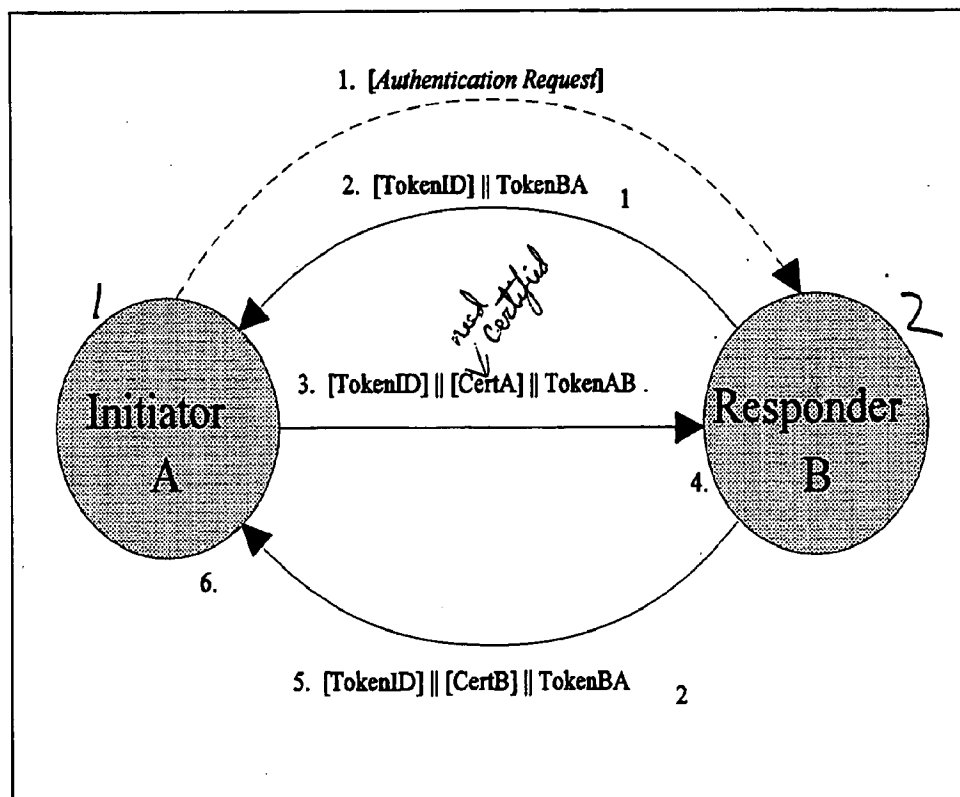 1. [Authentication Request]
2. [TokenID] || TokenBA 1
need
certified
1
2
3. [TokenID] || [CertA] || TokenAB .
Initiator
A
Responder
B
4.
6.
5. [TokenID] || [CertB] || TokenBA 2